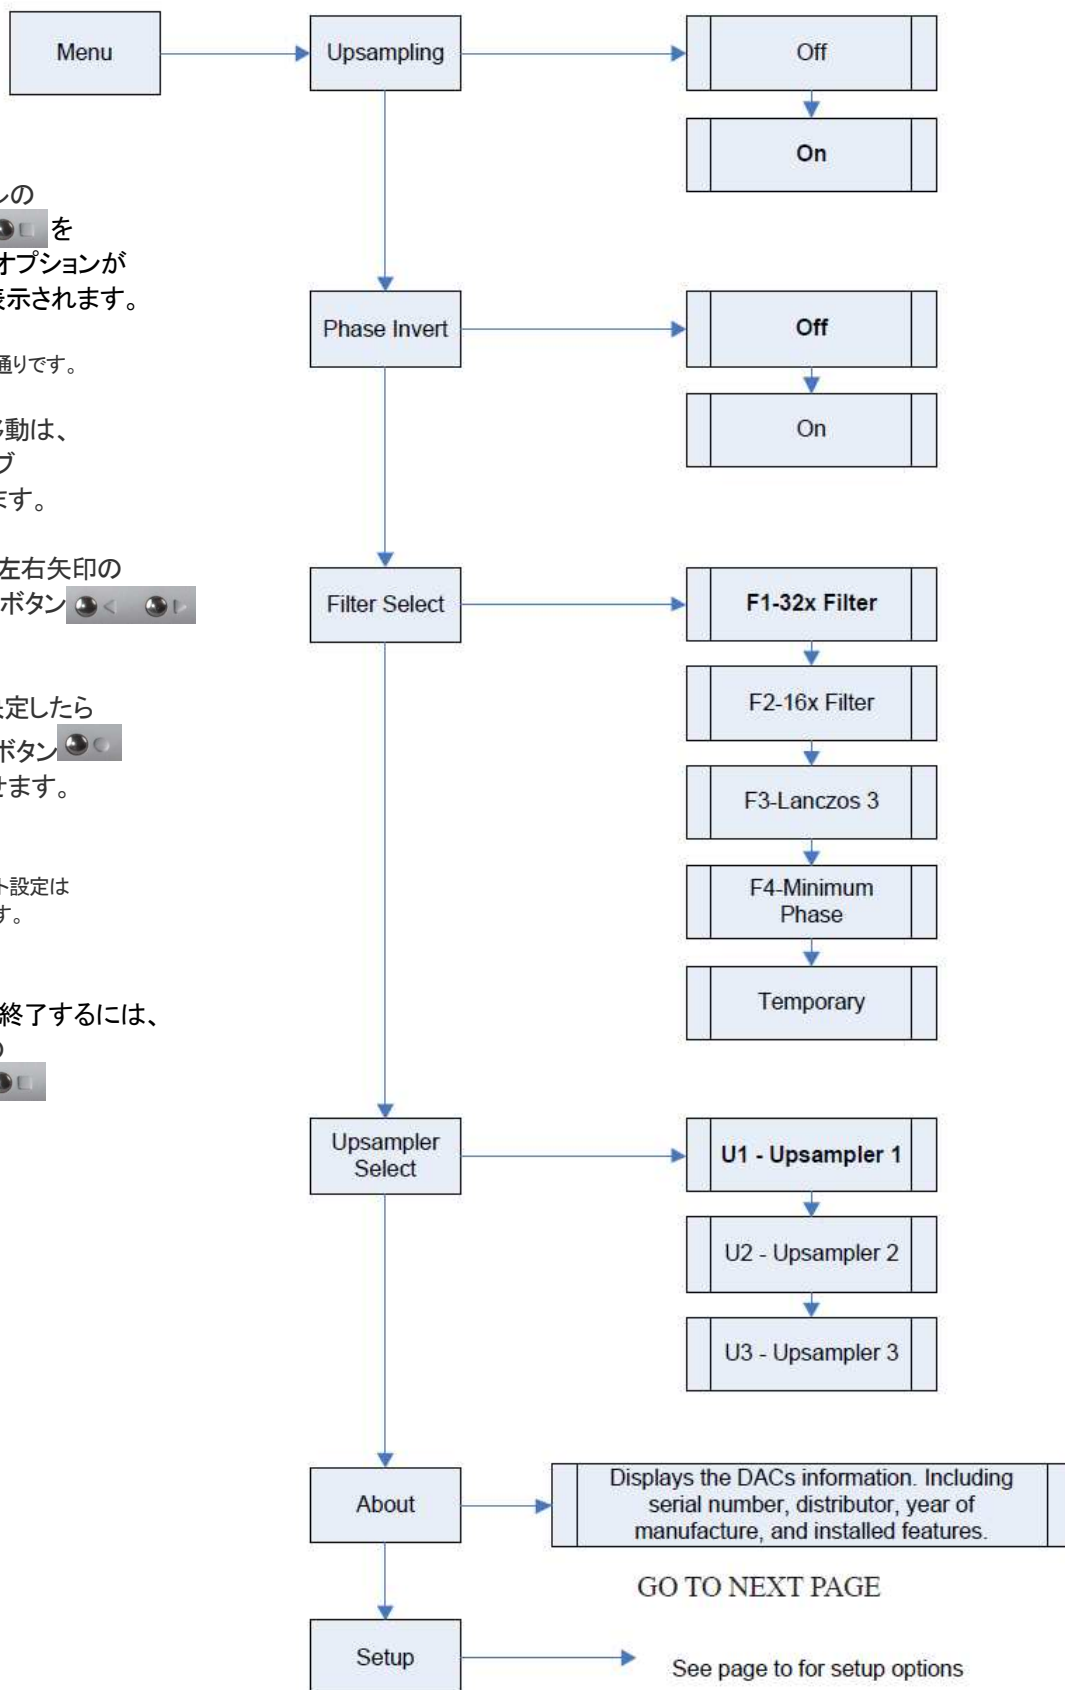 Menu
Upsampling
Off
On
の
を
オプションが
示されます。
通りです。
動は、
ブ
ます。
左右矢印の
ボタン
定したら
ボタン
せます。
ト設定は
す。
終了するには、
Phase Invert
Off
On
Filter Select
F1-32x Filter
F2-16x Filter
F3-Lanczos 3
F4-Minimum
Phase
Temporary
Upsampler
Select
U1 - Upsampler 1
U2 - Upsampler 2
U3 - Upsampler 3
About
Displays the DACs information. Including
serial number, distributor, year of
manufacture, and installed features.
GO TO NEXT PAGE
Setup
See page to for setup options